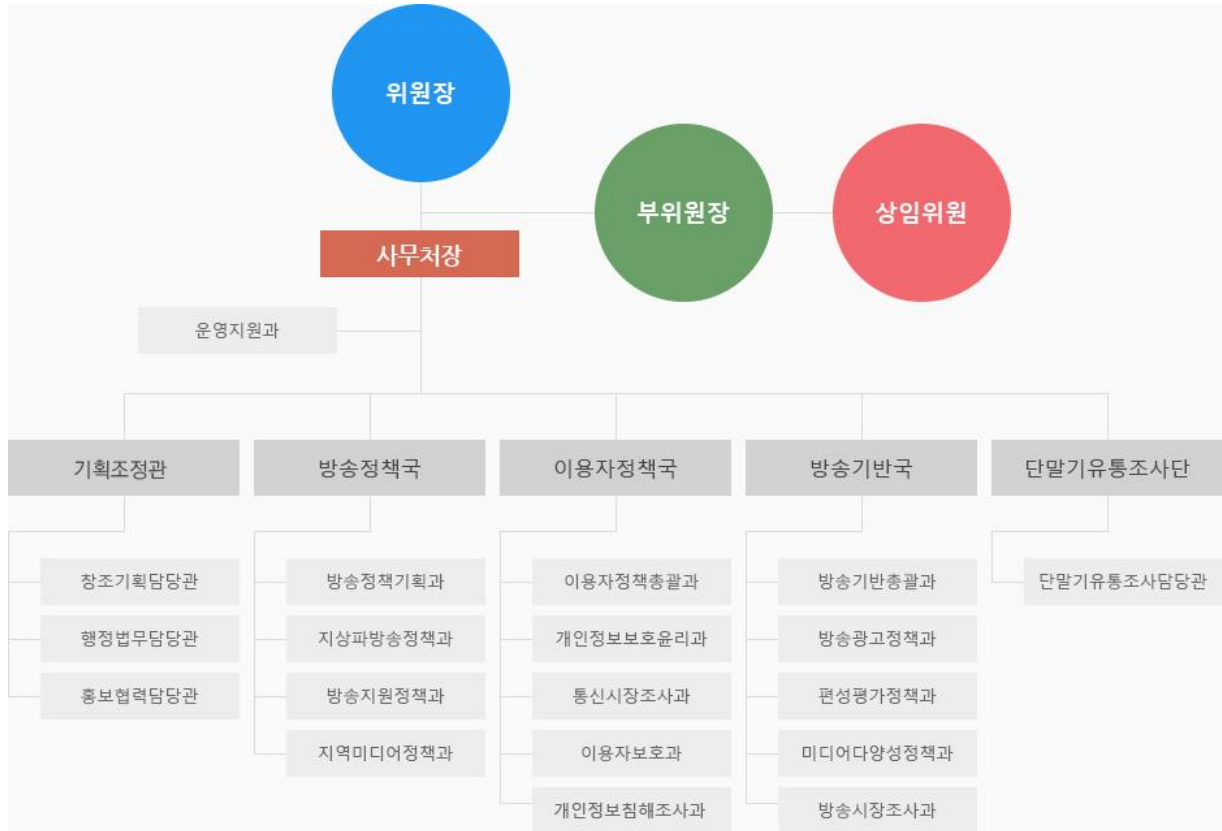 위원장
부위원장
상임위원
사무처장
운영지원과
기획조정관
방송정책국
이용자정책국
방송기반국
단말기유통조사단
창조기획담당관
방송정책기획과
이용자정책총괄과
방송기반총괄과
단말기유통조사담당관
행정법무담당관
지상파방송정책과
개인정보보호윤리과
방송광고정책과
홍보협력담당관
방송지원정책과
통신시장조사과
편성평가정책과
지역미디어정책과
이용자보호과
미디어다양성정책과
개인정보침해조사과
방송시장조사과